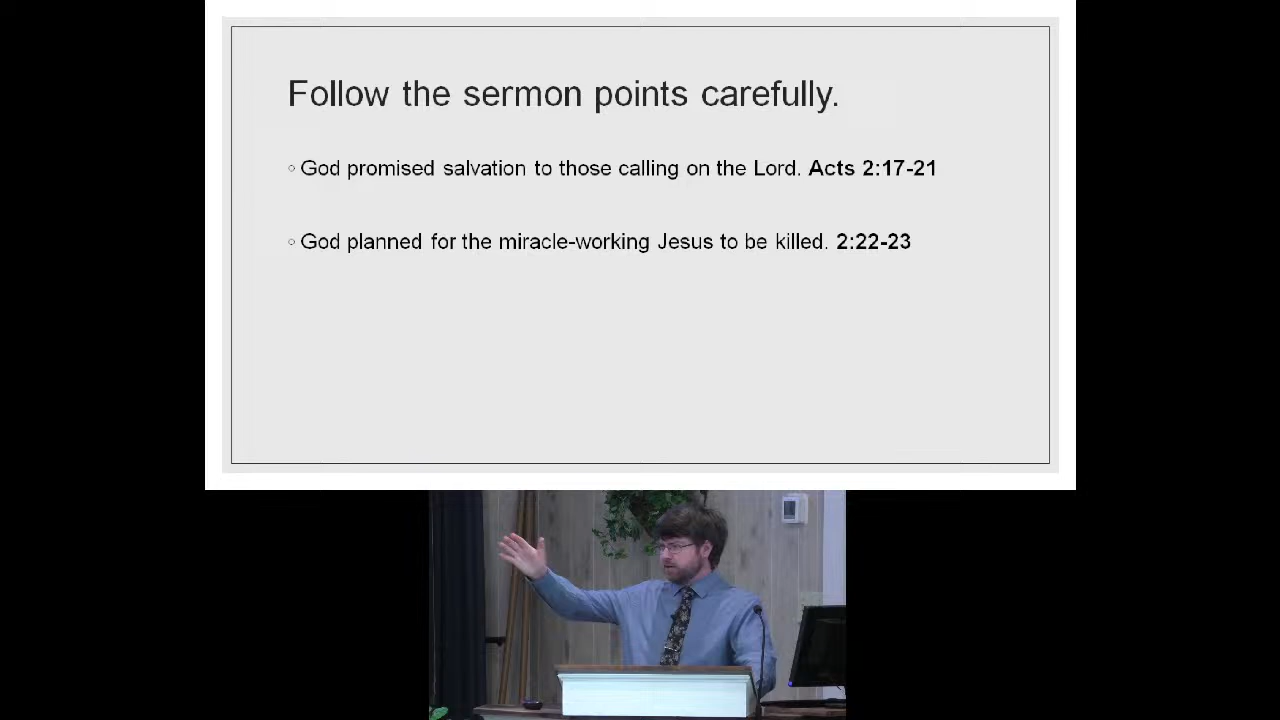 Follow the sermon points carefully.
◦ God promised salvation to those calling on the Lord. Acts 2:17-21
◦ God planned for the miracle-working Jesus to be killed. 2:22-23